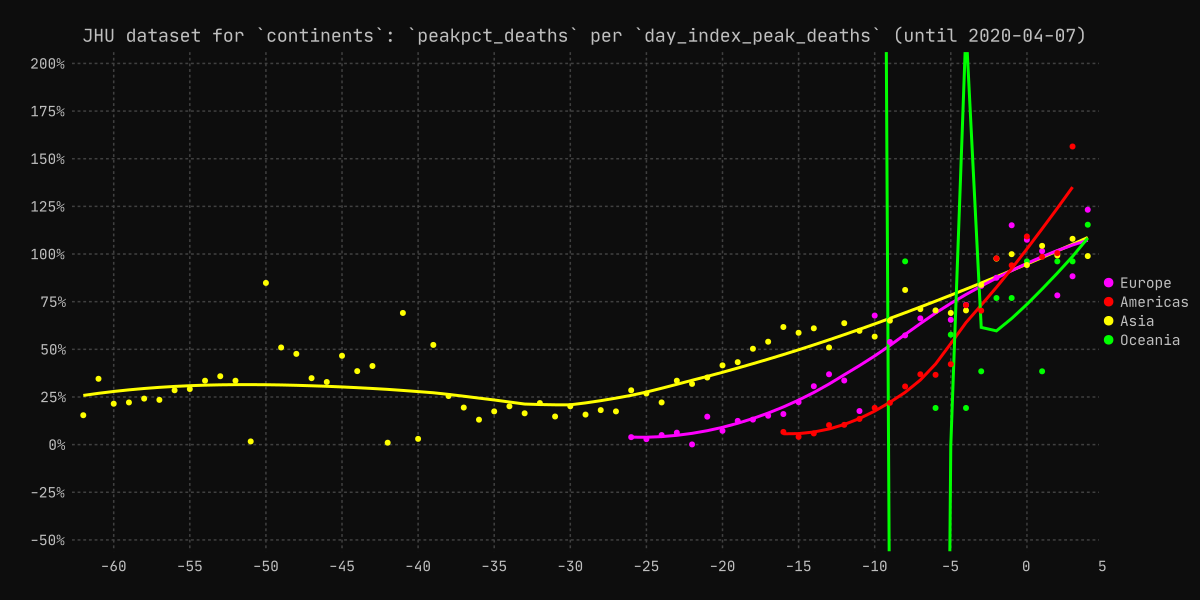 JHU dataset for `continents`: `peakpct_deaths` per `day_index_peak_deaths` (until 2020-04-07)
200%
175%
150%
125%
100%
75%
50%
25%
0%
-25%
-50%
-60 -55 -50 -45 -40 -35 -30 -25 -20 -15 -10 -5 0 5
Europe
Americas
Asia
Oceania